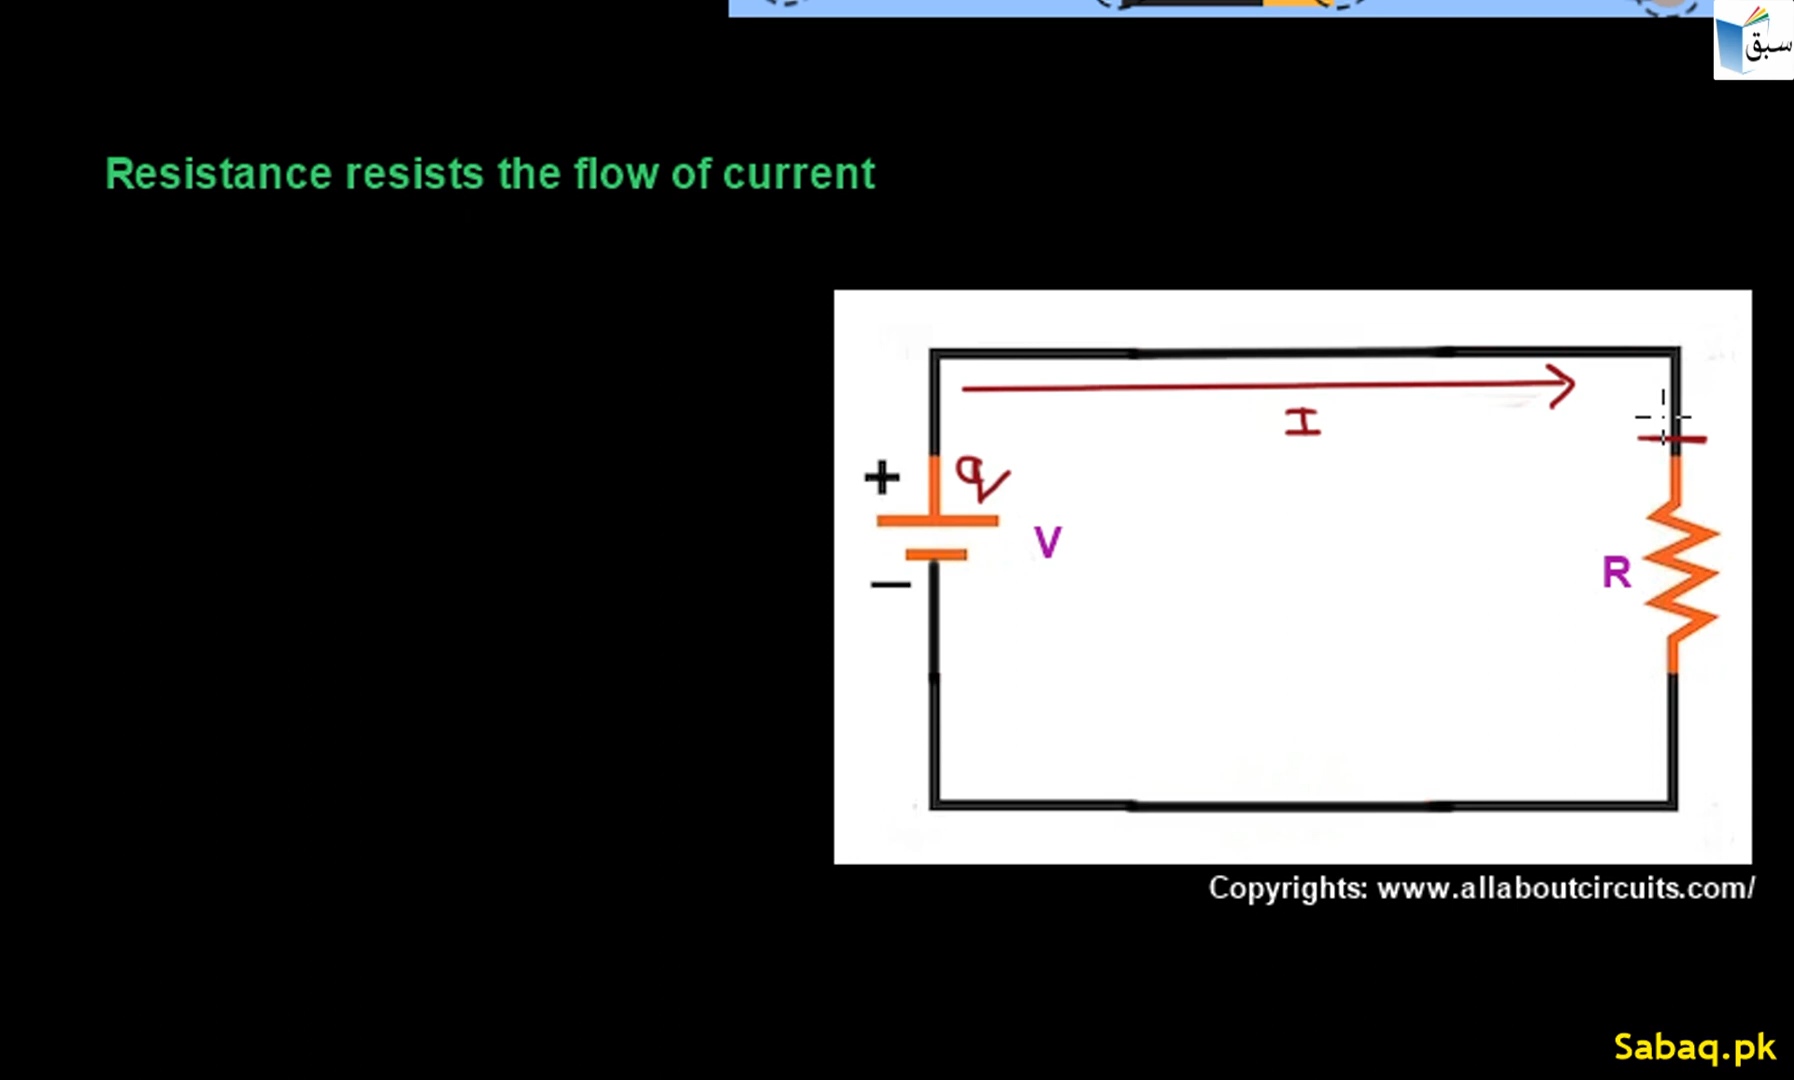 سبق
Resistance resists the flow of current
I
+
q
V
R
–
Copyrights: www.allaboutcircuits.com/
Sabaq.pk